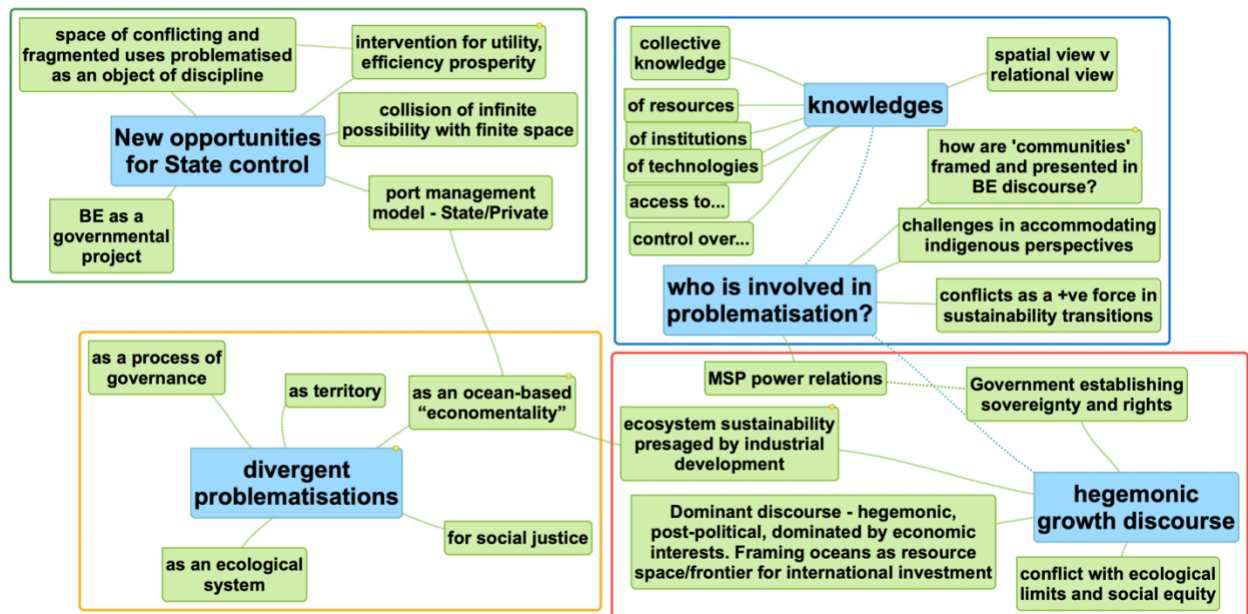 space of conflicting and
fragmented uses problematised
as an object of discipline
intervention for utility,
efficiency prosperity
collision of infinite
possibility with finite space
New opportunities
for State control
port management
model - State/Private
BE as a
governmental
project
collective
knowledge
spatial view v
relational view
knowledges
of resources
of institutions
of technologies
access to...
control over...
how are 'communities'
framed and presented in
BE discourse?
challenges in accommodating
indigenous perspectives
who is involved in
problematisation?
conflicts as a +ve force in
sustainability transitions
as a process of
governance
as territory
as an ocean-based
“econometality”
divergent
problematisations
for social justice
as an ecological
system
MSP power relations
Government establishing
sovereignty and rights
ecosystem sustainability
presaged by industrial
development
hegemonic
growth discourse
Dominant discourse - hegemonic,
post-political, dominated by economic
interests. Framing oceans as resource
space/frontier for international investment
conflict with ecological
limits and social equity